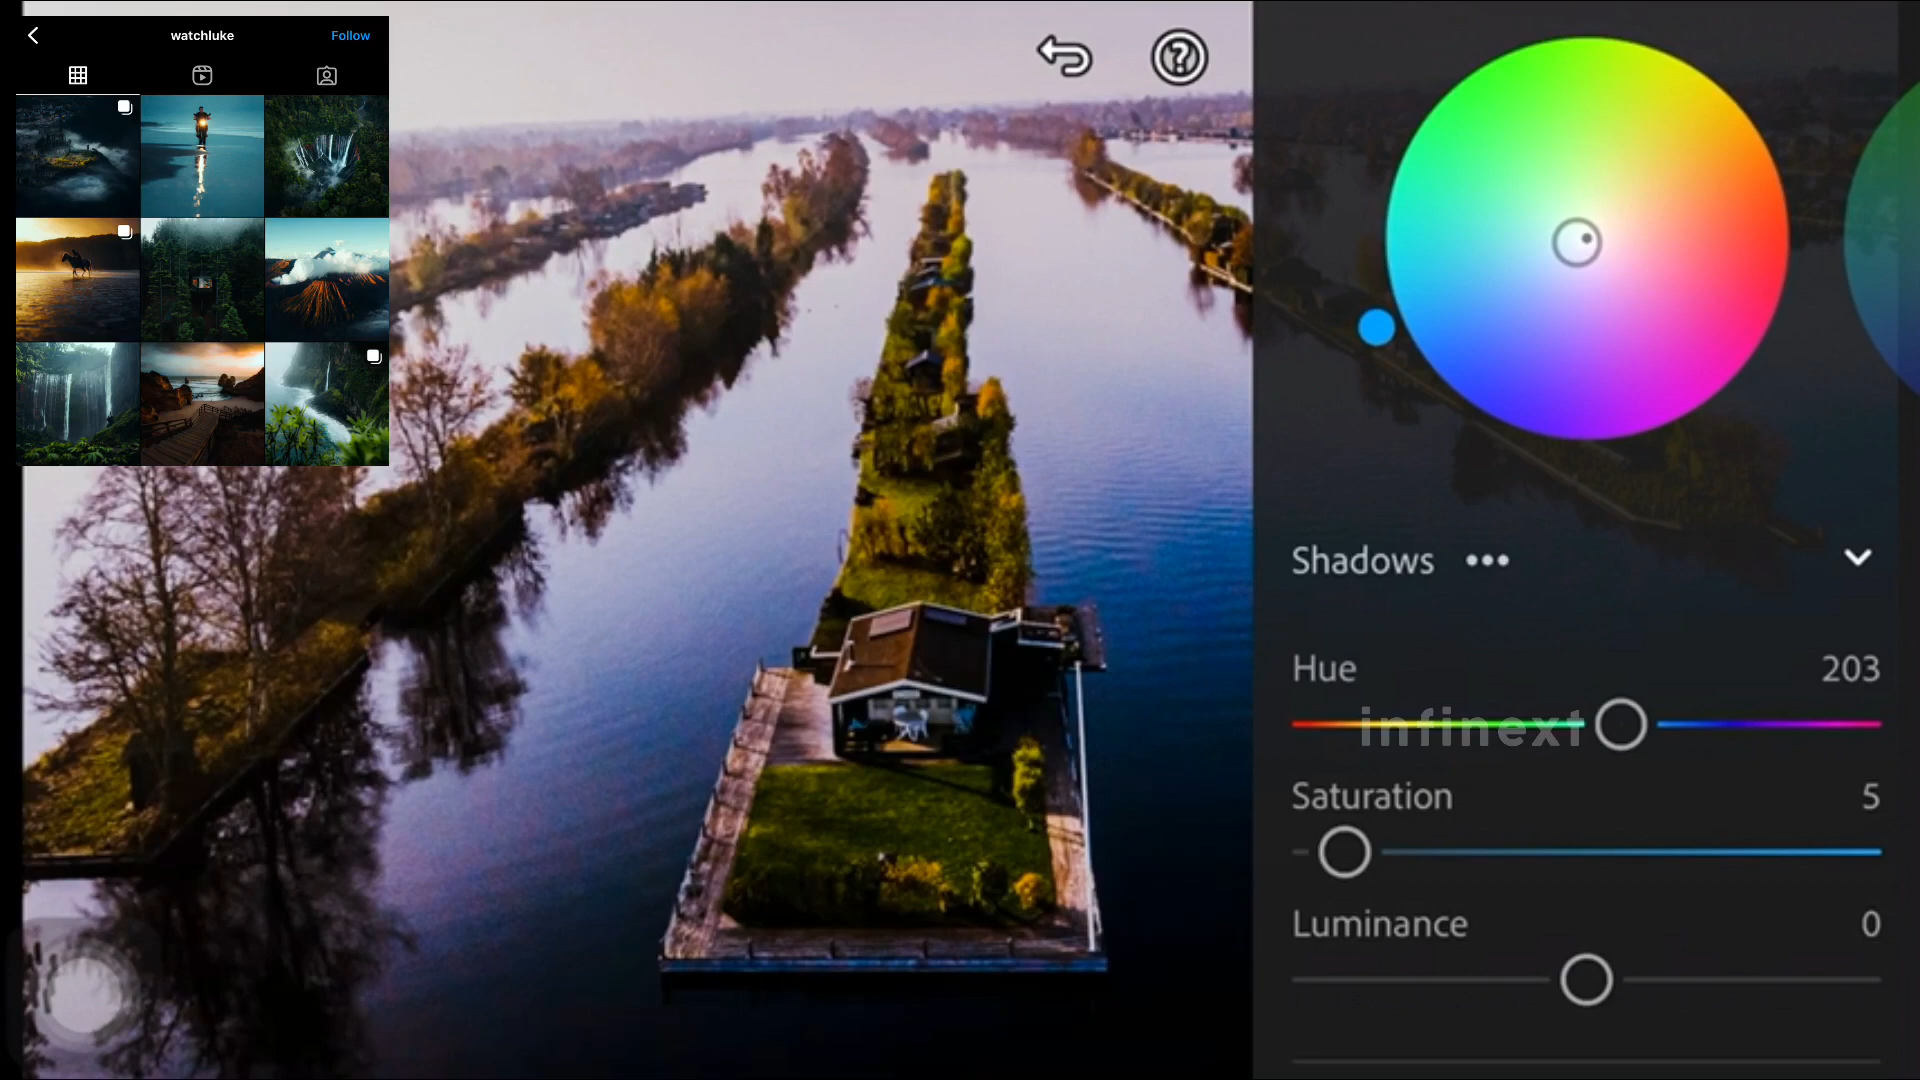 watchluke
Follow
Shadows •••
Hue
203
infinext
Saturation
5
Luminance
0